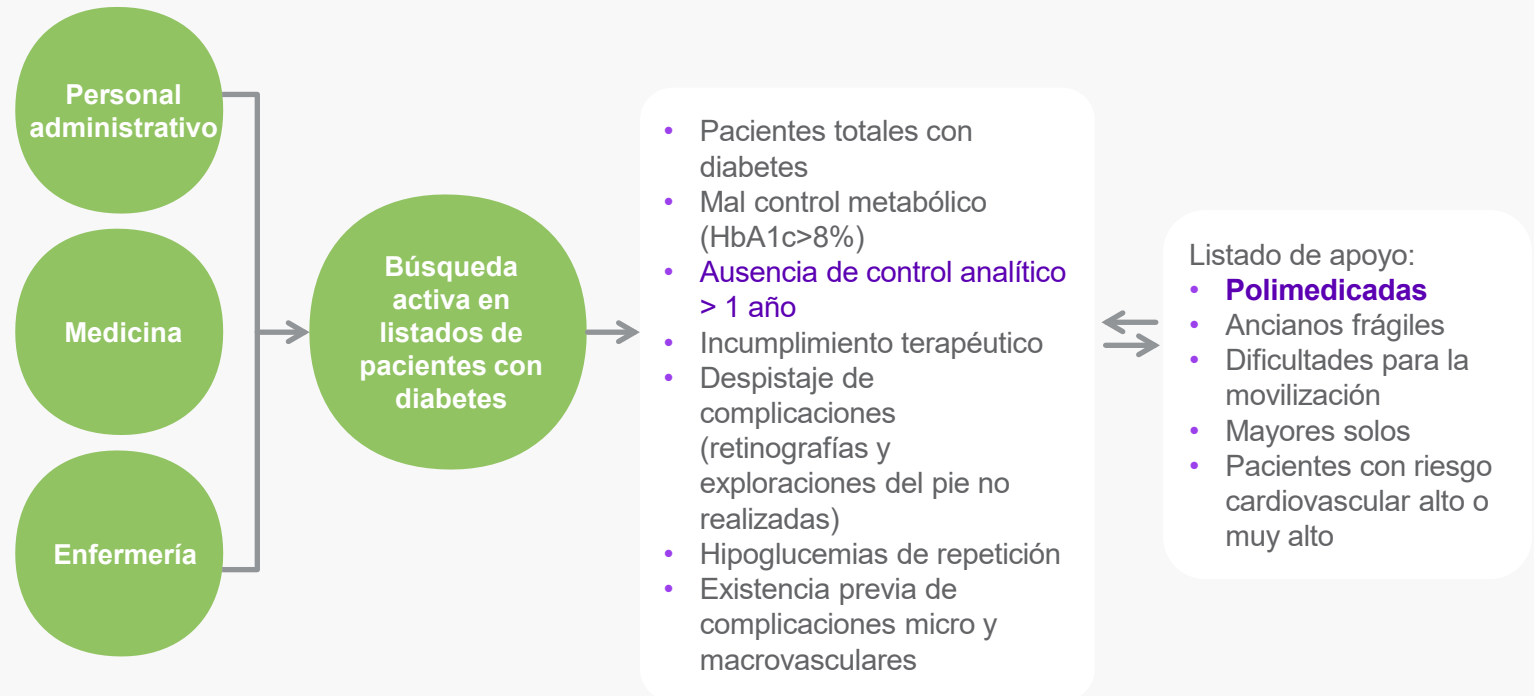 Personal
administrativo
Medicina
Enfermería
Búsqueda
activa en
listados de
pacientes con
diabetes
• Pacientes totales con
diabetes
• Mal control metabólico
(HbA1c>8%)
• Ausencia de control analítico
> 1 año
• Incumplimiento terapéutico
• Despistaje de
complicaciones
(retinografías y
exploraciones del pie no
realizadas)
• Hipoglucemias de repetición
• Existencia previa de
complicaciones micro y
macrovasculares
Listado de apoyo:
• Polimedicadas
• Ancianos frágiles
• Dificultades para la
movilización
• Mayores solos
• Pacientes con riesgo
cardiovascular alto o
muy alto